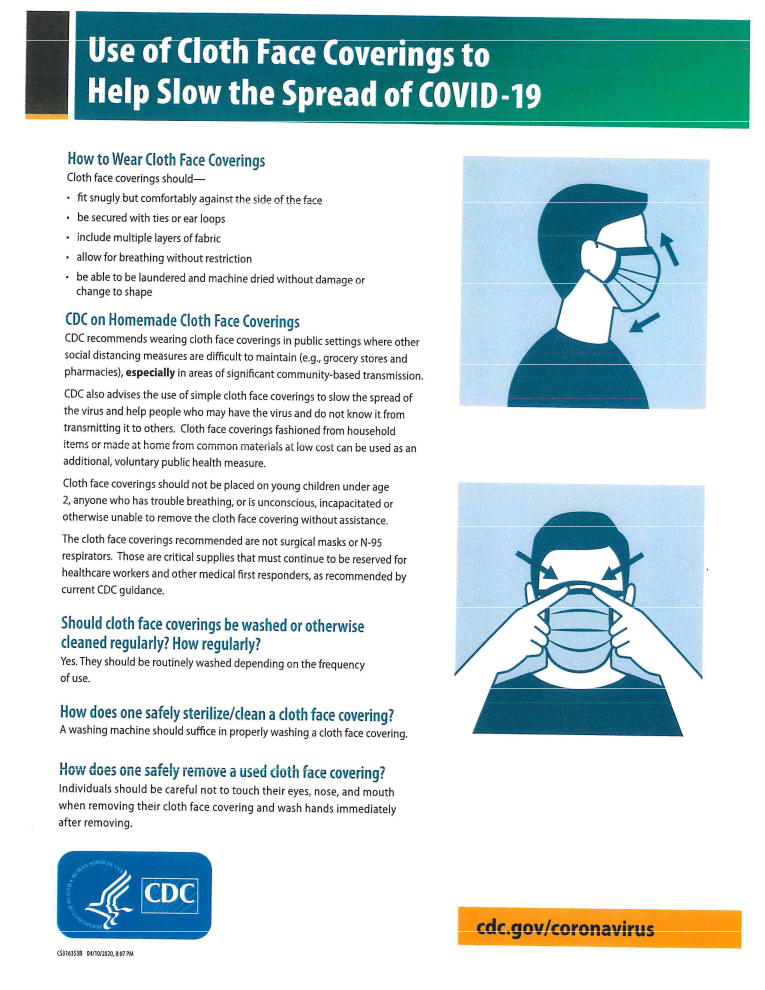 Use of Cloth Face Coverings to
Help Slow the Spread of COVID-19
How to Wear Cloth Face Coverings
Cloth face coverings should—
• fit snugly but comfortably against the side of the face
• be secured with ties or ear loops
• include multiple layers of fabric
• allow for breathing without restriction
• be able to be laundered and machine dried without damage or
change to shape
CDC on Homemade Cloth Face Coverings
CDC recommends wearing cloth face coverings in public settings where other
social distancing measures are difficult to maintain (e.g., grocery stores and
pharmacies), especially in areas of significant community-based transmission.
CDC also advises the use of simple cloth face coverings to slow the spread of
the virus and help people who may have the virus and do not know it from
transmitting it to others. Cloth face coverings fashioned from household
items or made at home from common materials at low cost can be used as an
additional, voluntary public health measure.
Cloth face coverings should not be placed on young children under age
2, anyone who has trouble breathing, or is unconscious, incapacitated or
otherwise unable to remove the cloth face covering without assistance.
The cloth face coverings recommended are not surgical masks or N-95
respirators. Those are critical supplies that must continue to be reserved for
healthcare workers and other medical first responders, as recommended by
current CDC guidance.
Should cloth face coverings be washed or otherwise
cleaned regularly? How regularly?
Yes. They should be routinely washed depending on the frequency
of use.
How does one safely sterilize/clean a cloth face covering?
A washing machine should suffice in properly washing a cloth face covering.
How does one safely remove a used cloth face covering?
Individuals should be careful not to touch their eyes, nose, and mouth
when removing their cloth face covering and wash hands immediately
after removing.
CDC
cdc.gov/coronavirus
CS316353B 04/10/2020, 8:07 PM